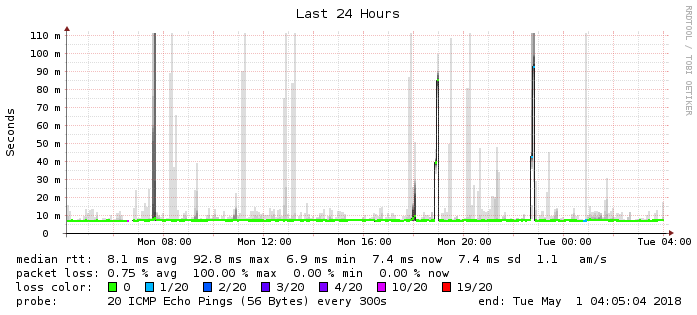 Last 24 Hours
RRDTOOL / TOBI OETIKER
Seconds
110 m
100 m
90 m
80 m
70 m
60 m
50 m
40 m
30 m
20 m
10 m
0
Mon 08:00 Mon 12:00 Mon 16:00 Mon 20:00 Tue 00:00 Tue 04:00
median rtt: 8.1 ms avg 92.8 ms max 6.9 ms min 7.4 ms now 7.4 ms sd 1.1 am/s
packet loss: 0.75 % avg 100.00 % max 0.00 % min 0.00 % now
loss color: 0 1/20 2/20 3/20 4/20 10/20 19/20
probe: 20 ICMP Echo Pings (56 Bytes) every 300s end: Tue May 1 04:05:04 2018